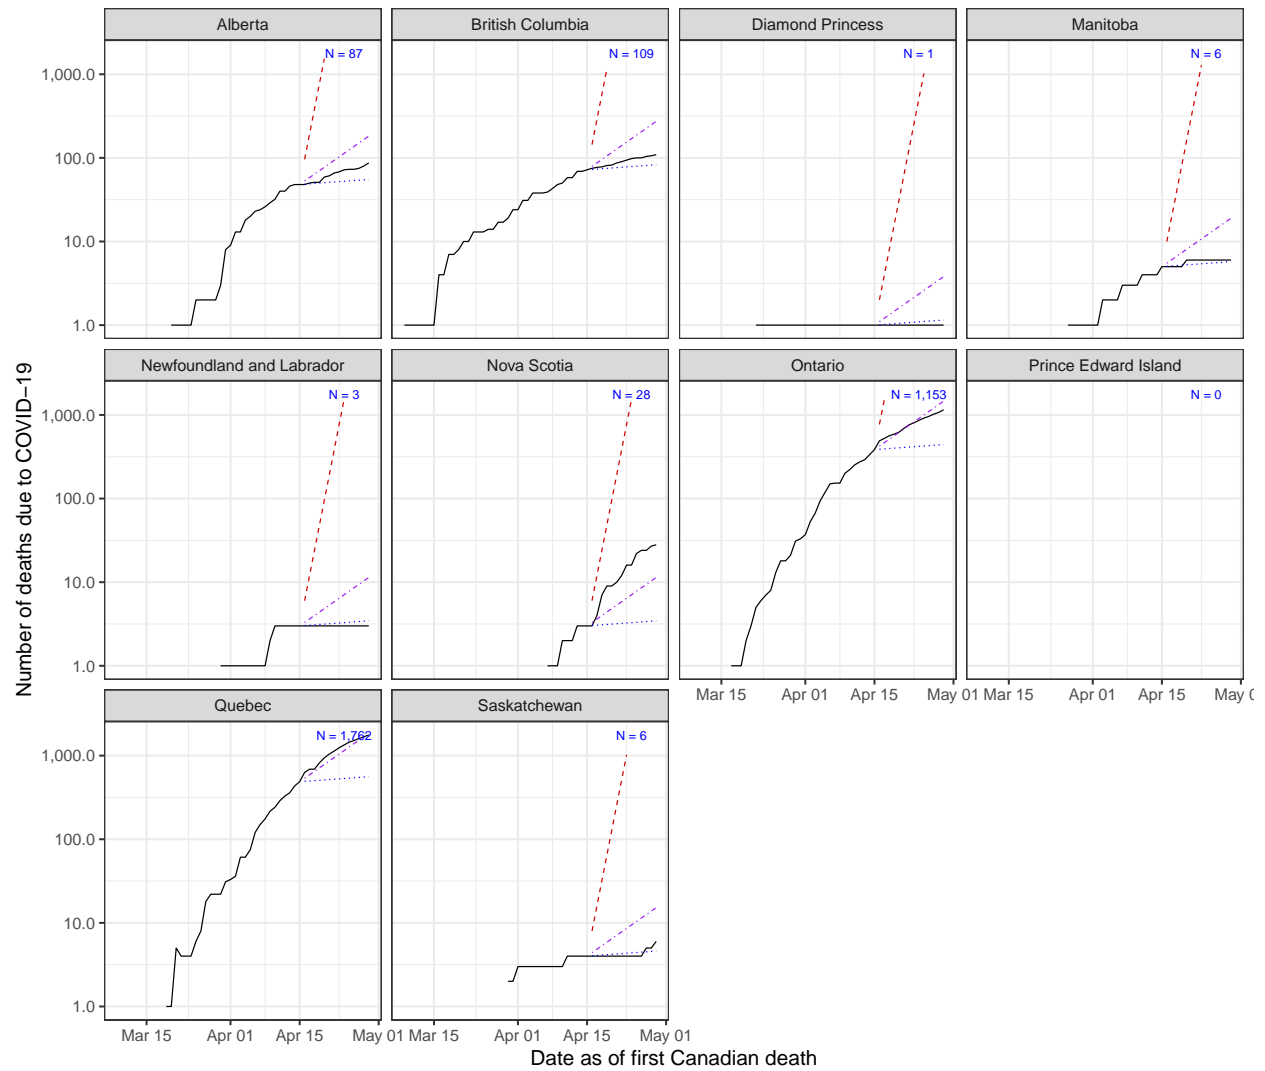 Alberta
British Columbia
Diamond Princess
Manitoba
N = 87
N = 109
N = 1
N = 6
1,000.0
100.0
10.0
1.0
Newfoundland and Labrador
Nova Scotia
Ontario
Prince Edward Island
N = 3
N = 28
N = 1,153
N = 0
1,000.0
100.0
10.0
1.0
Mar 15 Apr 01 Apr 15 May 01
Mar 15 Apr 01 Apr 15 May 0
Quebec
Saskatchewan
N = 1,762
N = 6
1,000.0
100.0
10.0
1.0
Mar 15 Apr 01 Apr 15 May 01
Mar 15 Apr 01 Apr 15 May 01
Date as of first Canadian death
Number of deaths due to COVID−19